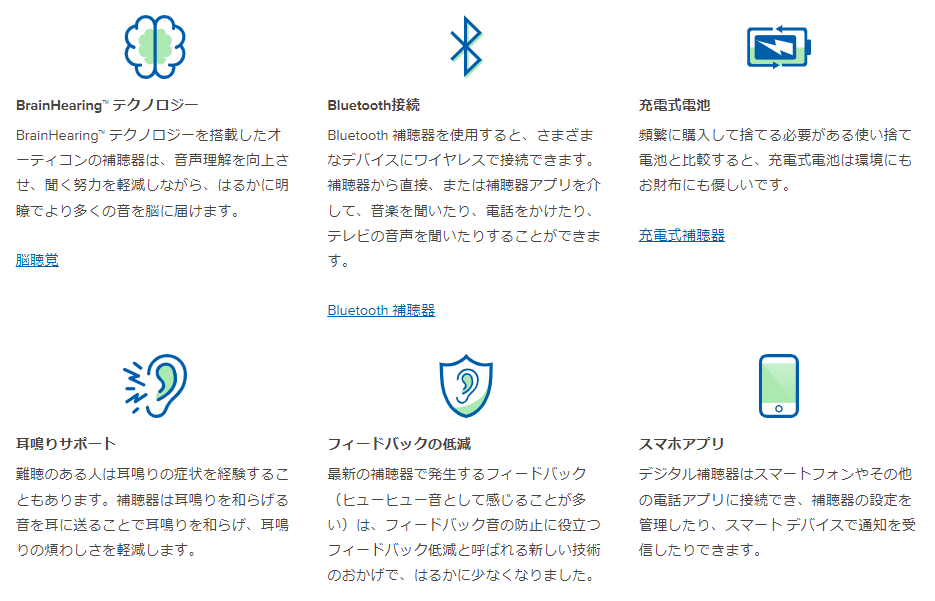 BrainHearing™ テクノロジー
BrainHearing™ テクノロジーを搭載したオ
ーティコンの補聴器は、音声理解を向上さ
せ、聞く努力を軽減しながら、はるかに明
瞭でより多くの音を脳に届けます。
脳聴覚
Bluetooth接続
Bluetooth 補聴器を使用すると、さまざま
なデバイスにワイヤレスで接続できます。
補聴器から直接、または補聴器アプリを介
して、音楽を聞いたり、電話をかけたり、
テレビの音声を聞いたりすることができま
す。
Bluetooth 補聴器
充電式電池
頻繁に購入して捨てる必要がある使い捨て
電池と比較すると、充電式電池は環境にも
お財布にも優しいです。
充電式補聴器
耳鳴りサポート
難聴のある人は耳鳴りの症状を経験するこ
ともあります。補聴器は耳鳴りを和らげる
音を耳に送ることで耳鳴りを和らげ、耳鳴
りの煩わしさを軽減します。
フィードバックの低減
最新の補聴器で発生するフィードバック
（ヒューヒュー音として感じることが多
い）は、フィードバック音の防止に役立つ
フィードバック低減と呼ばれる新しい技術
のおかげで、はるかに少なくなりました。
スマホアプリ
デジタル補聴器はスマートフォンやその他
の電話アプリに接続でき、補聴器の設定を
管理したり、スマート デバイスで通知を受
信したりできます。